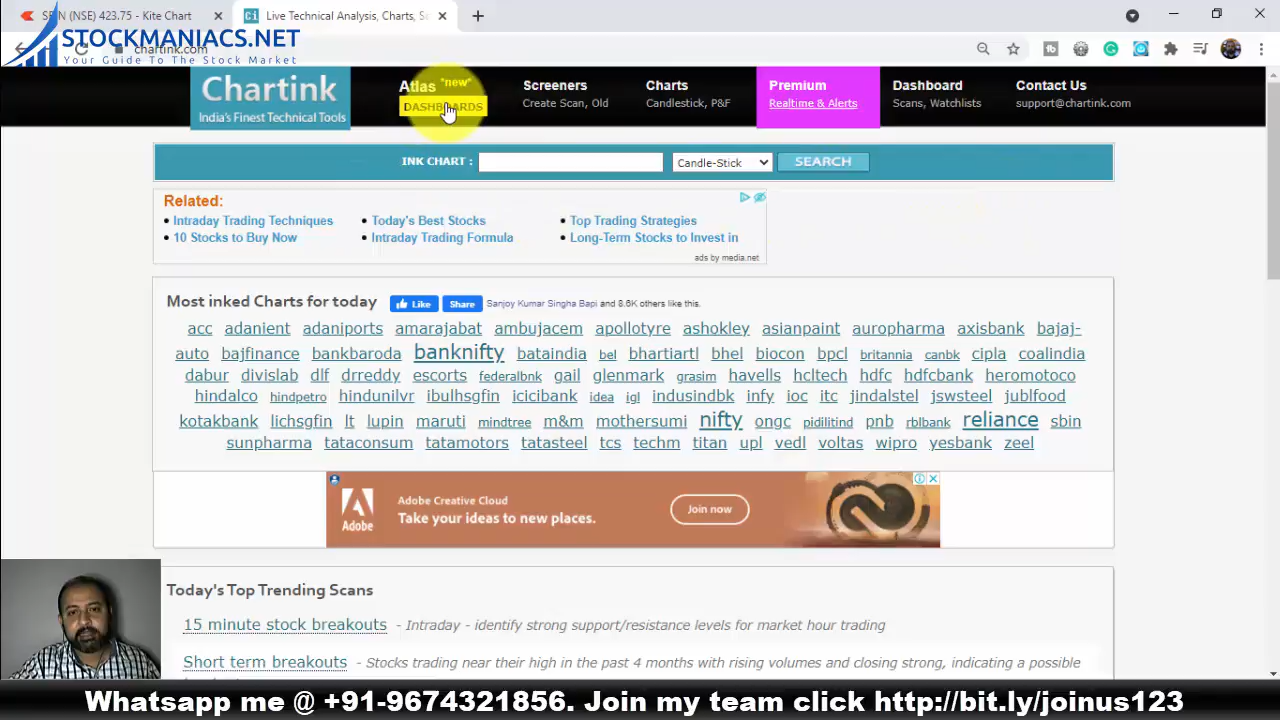 SBIN (NSE) 423.75 - Kite Chart
Live Technical Analysis, Charts, Sc
STOCKMANIACS.NET
Your Guide To The Stock Market
chartink.com
Chartink
India's Finest Technical Tools
Atlas "new"
DASHBOARDS
Screeners
Create Scan, Old
Charts
Candlestick, P&F
Premium
Realtime & Alerts
Dashboard
Scans, Watchlists
Contact Us
support@chartink.com
INK CHART :
Candle-Stick
SEARCH
Related:
Intraday Trading Techniques
Today's Best Stocks
Top Trading Strategies
10 Stocks to Buy Now
Intraday Trading Formula
Long-Term Stocks to Invest in
ads by media.net
Most inked Charts for today Like Share Sanjoy Kumar Singha Bapi and 8.6K others like this.
acc adanient adaniports amarajabat ambujacem apollotyre ashokley asianpaint auropharma axisbank bajaj-
auto bajfinance bankbaroda banknifty bataindia bel bhartiartl bhel biocon bpcl britannia canbk cipla coalindia
dabur divislab dlf drreddy escorts federalbnk gail glenmark grasim havells hcltech hdfc hdfcbank heromotoco
hindalco hindpetro hindunilvr ibulhsgfin icicibank idea igl indusindbk infy ioc itc jindalstel jswsteel jublfood
kotakbank lichsgfin lt lupin maruti mindtree m&m mothersumi nifty ongc pidilitind pnb rblbank reliance sbin
sunpharma tataconsum tatamotors tatasteel tcs techm titan upl vedl voltas wipro yesbank zeel
Adobe
Adobe Creative Cloud
Take your ideas to new places.
Join now
Today's Top Trending Scans
15 minute stock breakouts - Intraday - identify strong support/resistance levels for market hour trading
Short term breakouts - Stocks trading near their high in the past 4 months with rising volumes and closing strong, indicating a possible
Whatsapp me @ +91-9674321856. Join my team click http://bit.ly/joinus123